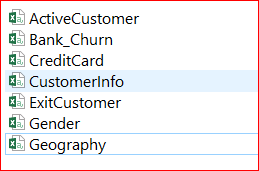 ActiveCustomer
Bank_Churn
CreditCard
CustomerInfo
ExitCustomer
Gender
Geography